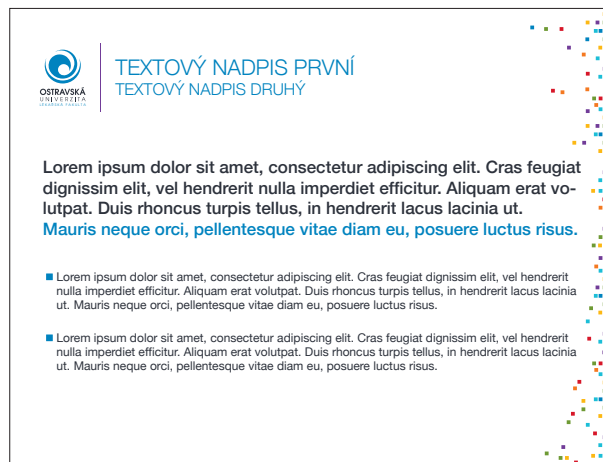 OSTRAVSKÁ
UNIVERZITA
LÉKAŘSKÁ FAKULTA
TEXTOVÝ NADPIS PRVNÍ
TEXTOVÝ NADPIS DRUHÝ
Lorem ipsum dolor sit amet, consectetur adipiscing elit. Cras feugiat
dignissim elit, vel hendrerit nulla imperdiet efficitur. Aliquam erat vo-
lutpat. Duis rhoncus turpis tellus, in hendrerit lacus lacinia ut.
Mauris neque orci, pellentesque vitae diam eu, posuere luctus risus.
Lorem ipsum dolor sit amet, consectetur adipiscing elit. Cras feugiat dignissim elit, vel hendrerit
nulla imperdiet efficitur. Aliquam erat volutpat. Duis rhoncus turpis tellus, in hendrerit lacus lacinia
ut. Mauris neque orci, pellentesque vitae diam eu, posuere luctus risus.
Lorem ipsum dolor sit amet, consectetur adipiscing elit. Cras feugiat dignissim elit, vel hendrerit
nulla imperdiet efficitur. Aliquam erat volutpat. Duis rhoncus turpis tellus, in hendrerit lacus lacinia
ut. Mauris neque orci, pellentesque vitae diam eu, posuere luctus risus.